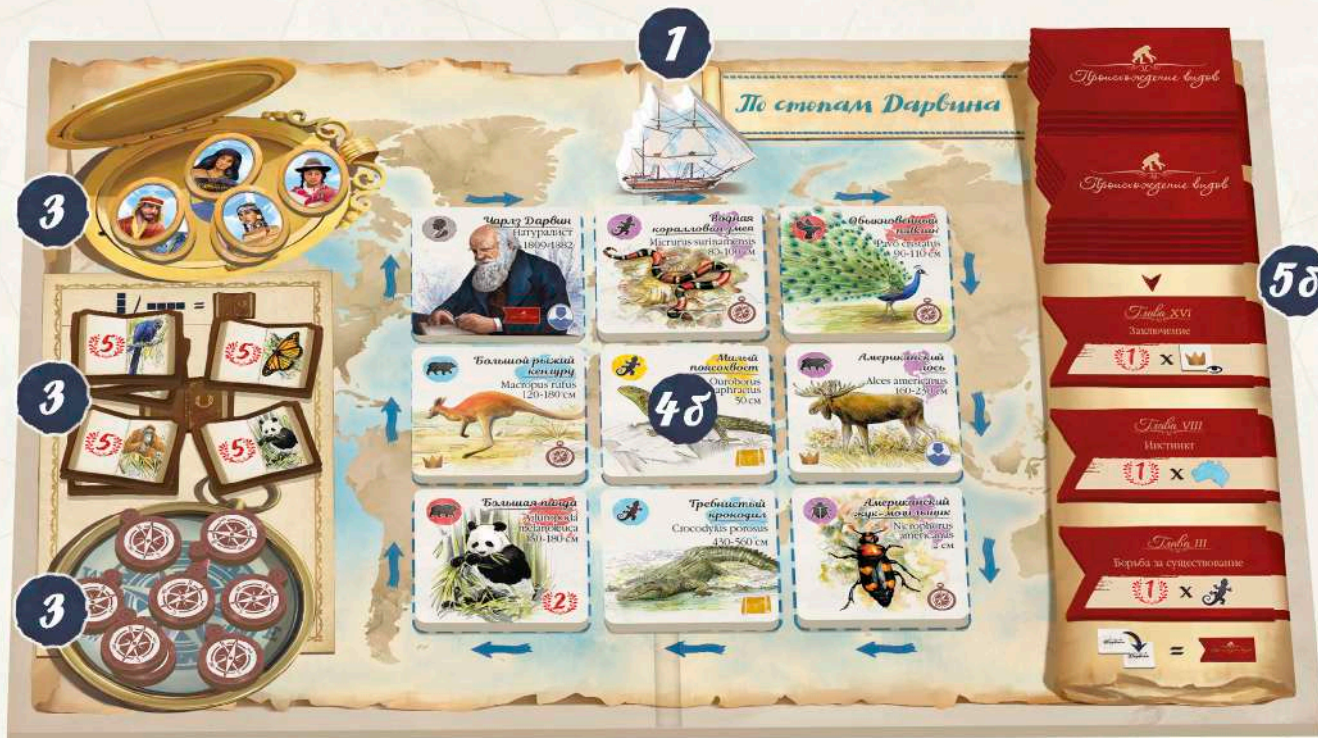 1
По стопам Дарвина
Происхождение видов
Происхождение видов
3
Чарлз Дарвин
Натуралист
1809-1882
Водная
коралловая змея
Micrurus surinamensis
80-100 см
Обыкновенный
павлин
Pavo cristatus
90-110 см
5б
3
=
5
5
5
5
Большой рыжий
кенгуру
Macropus rufus
120-180 см
Милый
поясохвост
Ouroborus
cataphractus
50 см
4б
Американский
лось
Alces americanus
160-230 см
Глава XVI
Заключение
1 x
Глава VIII
Инстинкт
1 x
3
Большая панда
Ailuropoda
melanoleuca
150-180 см
2
Гребнистый
крокодил
Crocodylus porosus
430-560 см
Американский
жук-могильщик
Nicrophorus
americanus
2 см
Глава III
Борьба за существование
1 x
=